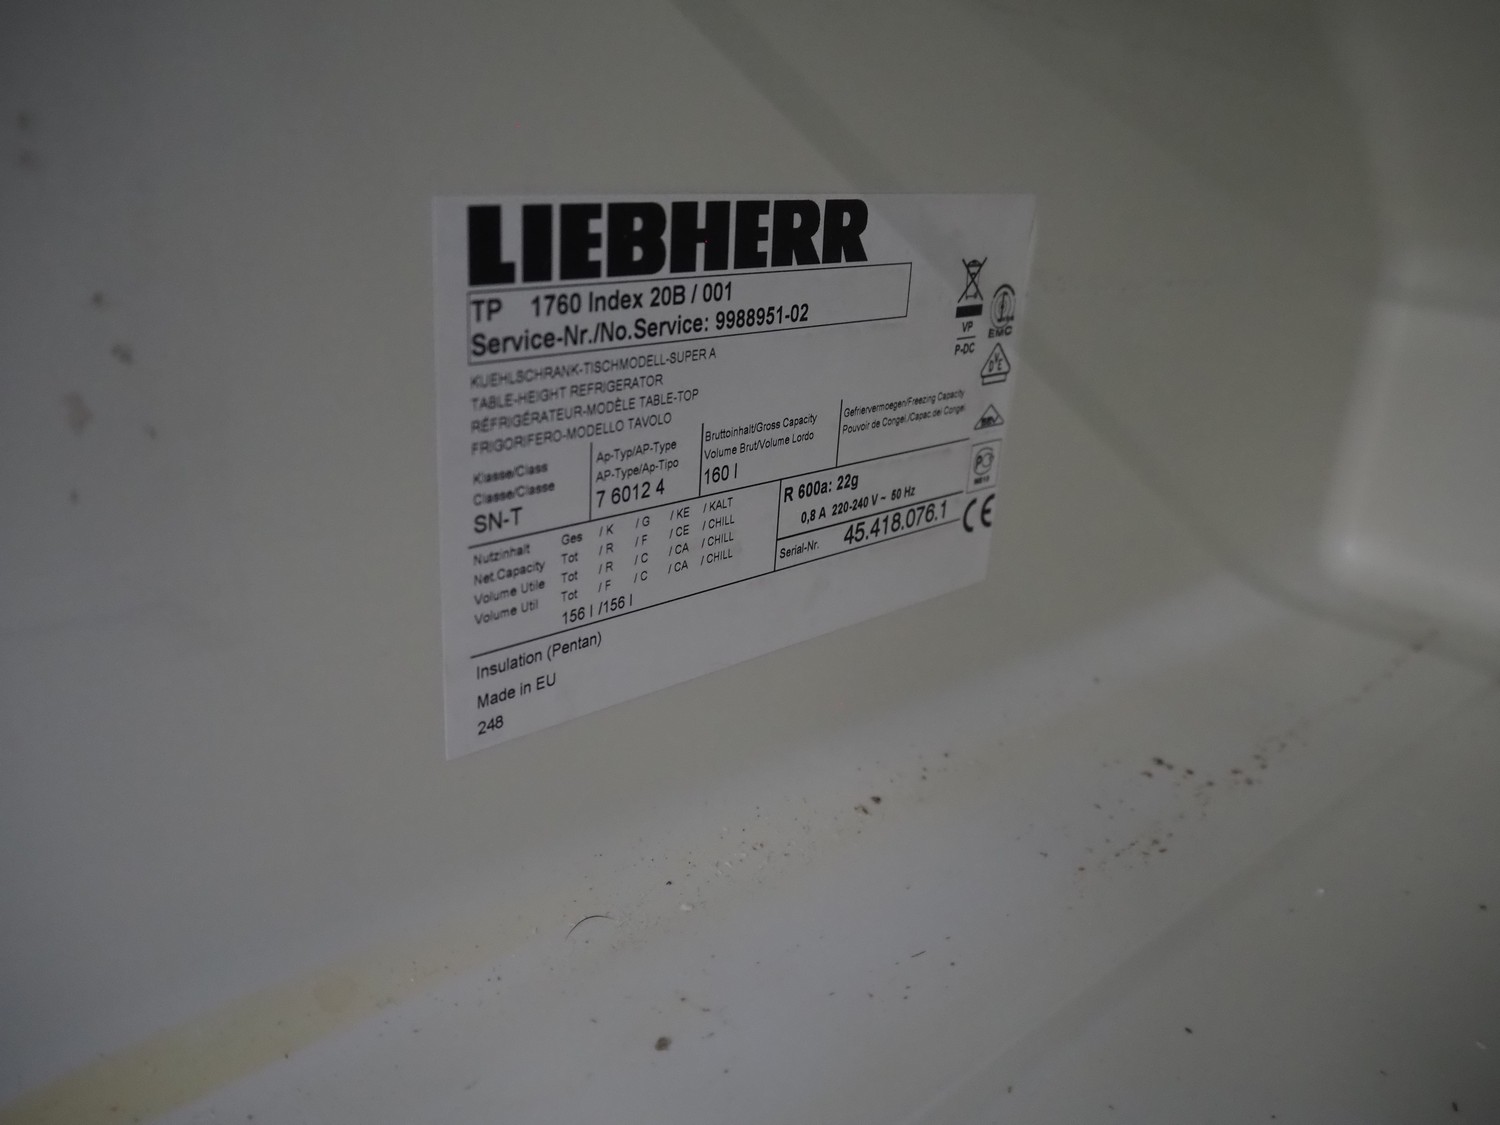 LIEBHERR
TP 1760 Index 20B / 001
Service-Nr./No.Service: 9988951-02
KUEHLSCHRANK-TISCHMODELL-SUPER A
TABLE-HEIGHT REFRIGERATOR
RÉFRIGÉRATEUR-MODÈLE TABLE-TOP
FRIGORIFERO-MODELLO TAVOLO
Klasse/Class
Classe/Classe
SN-T
Ap-Typ/AP-Type
AP-Type/Ap-Tipo
7 6012 4
Bruttoinhalt/Gross Capacity
Volume Brut/Volume Lordo
160 l
Gefriervermoegen/Freezing Capacity
Pouvoir de Congel./Capac.dei Congel
Nutzinhalt Ges / K / G / KE / KALT
Net.Capacity Tot / R / F / CE / CHILL
Volume Utile Tot / R / C / CA / CHILL
Volume Util Tot / F / C / CA / CHILL
156 l /156 l
R 600a: 22g
0,8 A 220-240 V ~ 50 Hz
Serial-Nr. 45.418.076.1
Insulation (Pentan)
Made in EU
248
VP
P-DC
EMC
DVE
CE